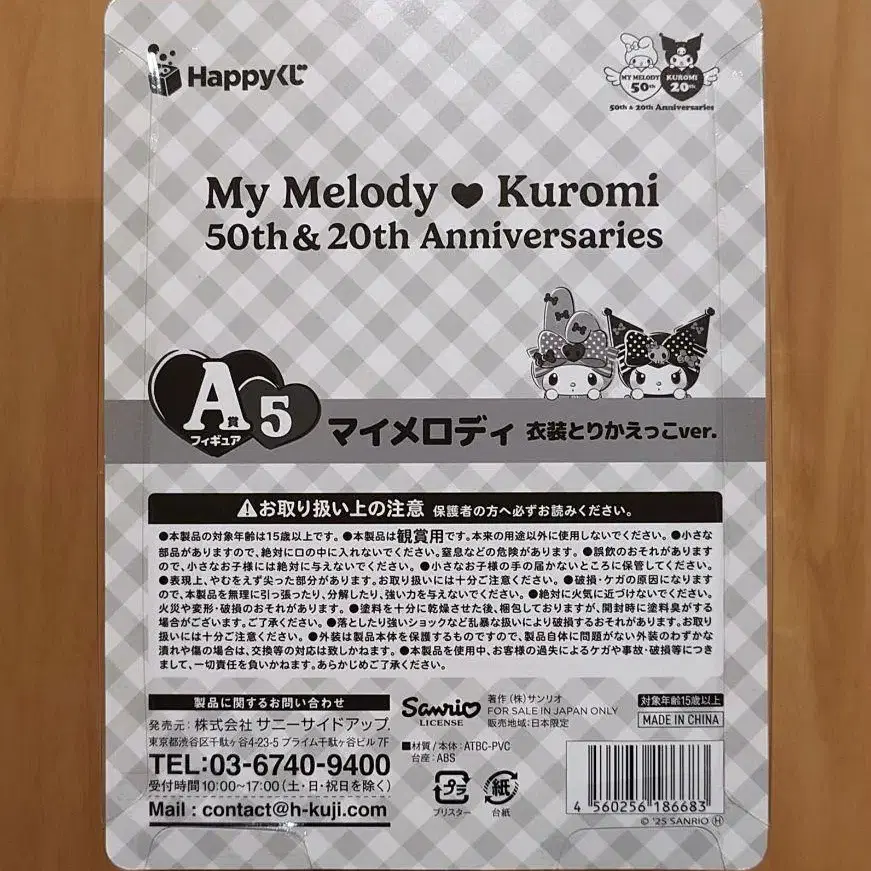 Happyくじ
MY MELODY 50th KUROMI 20th
50th & 20th Anniversaries
My Melody ♥ Kuromi
50th & 20th Anniversaries
A賞
フィギュア
5
マイメロディ 衣装とりかえっこver.
⚠お取り扱い上の注意 保護者の方へ必ずお読みください。
●本製品の対象年齢は15歳以上です。●本製品は観賞用です。本来の用途以外に使用しないでください。●小さな
部品がありますので、絶対に口の中に入れないでください。窒息などの危険があります。●誤飲のおそれがあります
ので、小さなお子様には絶対に与えないでください。●小さなお子様の手の届かないところに保管してください。
●表現上、やむをえず尖った部分があります。お取り扱いには十分ご注意ください。●破損・ケガの原因になります
ので、本製品を無理に引っ張ったり、分解したり、強い力を与えないでください。●絶対に火気に近づけないでください。
火災や変形・破損のおそれがあります。●塗料を十分に乾燥させた後、梱包しておりますが、開封時に塗料臭がする
場合がございます。ご了承ください。●落としたり強いショックなど乱暴な扱いにより破損するおそれがあります。お取り
扱いには十分ご注意ください。●外装は製品本体を保護するものですので、製品自体に問題がない外装のわずかな
潰れや傷の場合は、交換等の対応は致しかねます。●本製品を使用中、お客様の過失によるケガや事故・破損等につき
まして、一切責任を負いかねます。あらかじめご了承ください。
製品に関するお問い合わせ
発売元：株式会社 サニーサイドアップ.
東京都渋谷区千駄ヶ谷4-23-5 プライム千駄ヶ谷ビル 7F
TEL:03-6740-9400
受付時間10:00〜17:00（土・日・祝日を除く）
Mail : contact@h-kuji.com
Sanrio
LICENSE
著作（株）サンリオ
FOR SALE IN JAPAN ONLY
販売地域：日本限定
■材質／本体：ATBC-PVC
台座：ABS
プラ
ブリスター
紙
台紙
対象年齢15歳以上
MADE IN CHINA
4 560256 186683
© '25 SANRIO Ⓗ